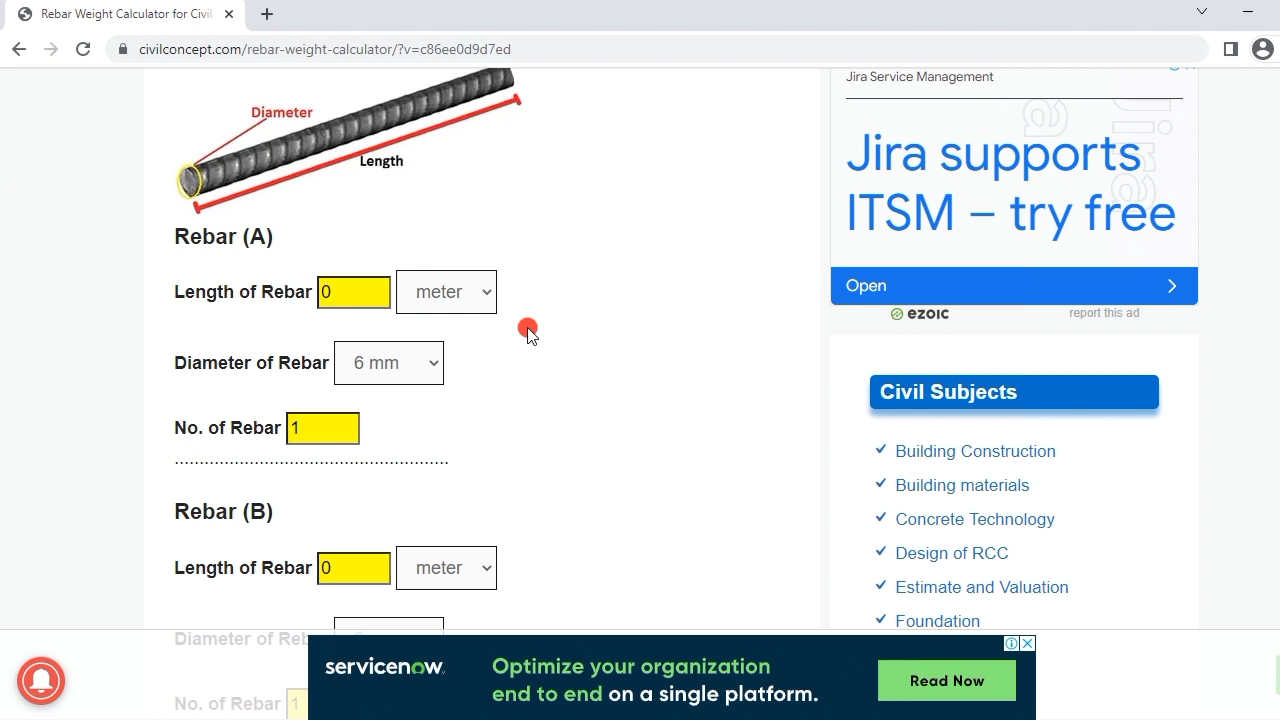 Rebar Weight Calculator for Civil
civilconcept.com/rebar-weight-calculator/?v=c86ee0d9d7ed
Diameter
Length
Rebar (A)
Length of Rebar 0 meter
Diameter of Rebar 6 mm
No. of Rebar 1
......................................................
Rebar (B)
Length of Rebar 0 meter
Diameter of Reb
No. of Rebar 1
Jira Service Management
Jira supports
ITSM – try free
Open
ezoic
report this ad
Civil Subjects
Building Construction
Building materials
Concrete Technology
Design of RCC
Estimate and Valuation
Foundation
servicenow
Optimize your organization
end to end on a single platform.
Read Now